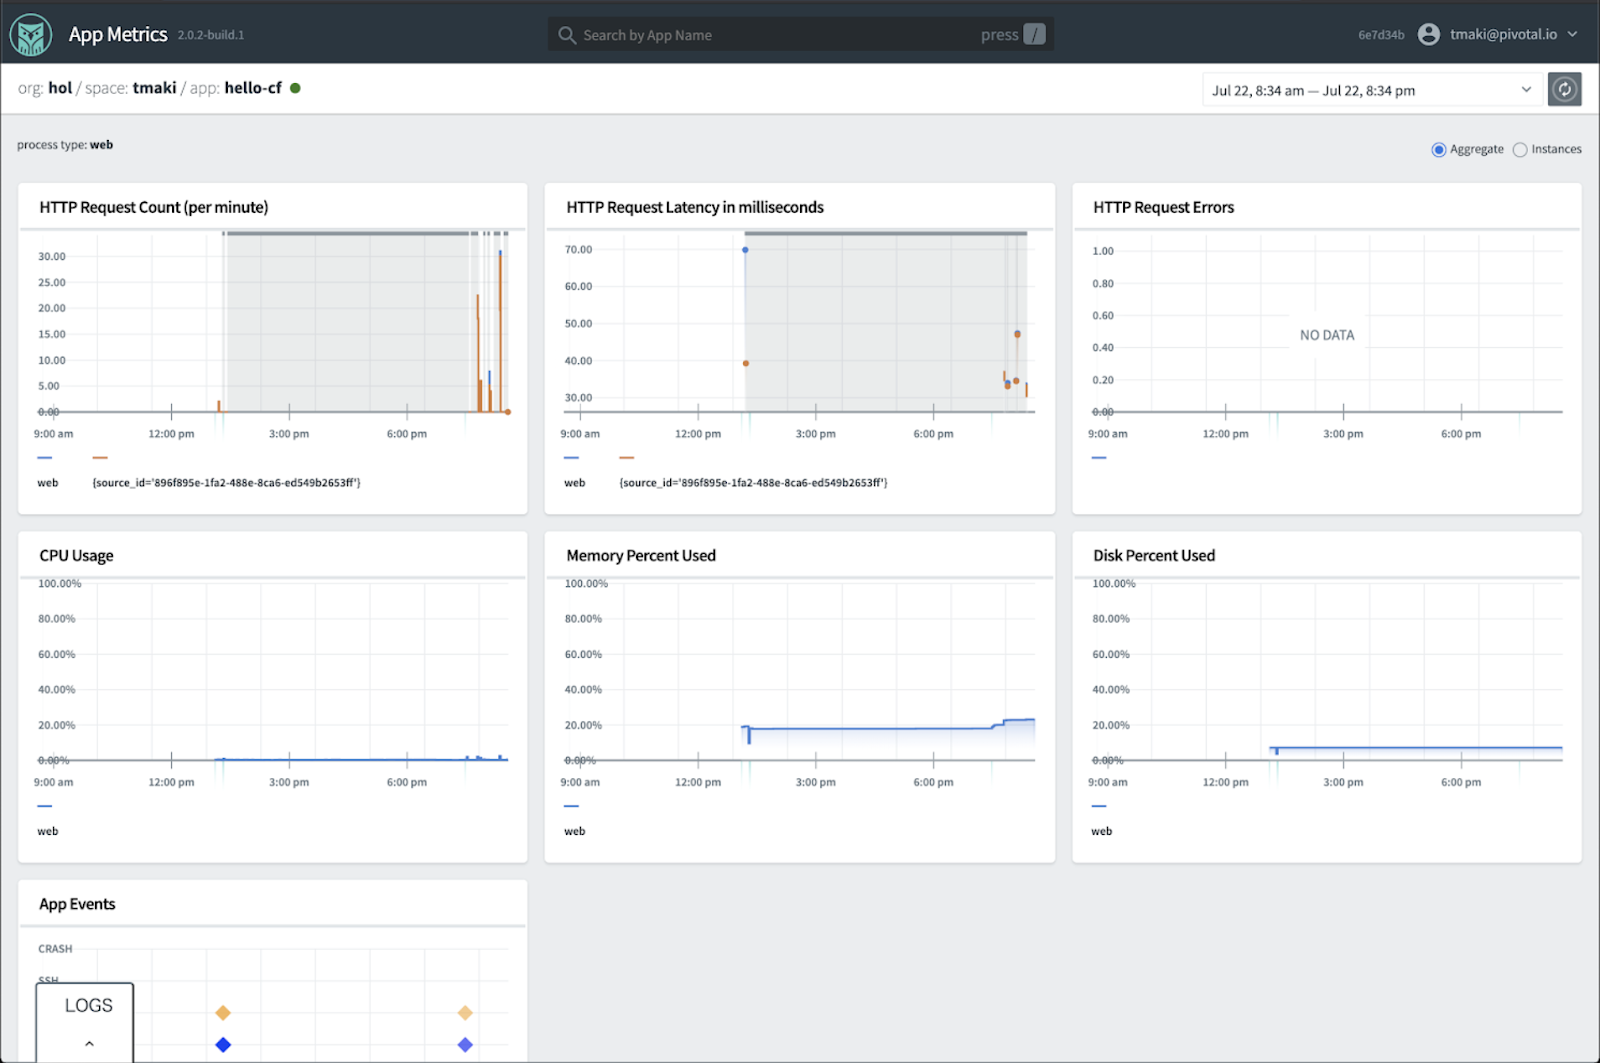 App Metrics 2.0.2-build.1
Search by App Name
press /
6e7d34b
tmaki@pivotal.io
org: hol / space: tmaki / app: hello-cf
Jul 22, 8:34 am — Jul 22, 8:34 pm
process type: web
Aggregate
Instances
HTTP Request Count (per minute)
30.00
25.00
20.00
15.00
10.00
5.00
0.00
9:00 am 12:00 pm 3:00 pm 6:00 pm
web {source_id='896f895e-1fa2-488e-8ca6-ed549b2653ff'}
HTTP Request Latency in milliseconds
70.00
60.00
50.00
40.00
30.00
9:00 am 12:00 pm 3:00 pm 6:00 pm
web {source_id='896f895e-1fa2-488e-8ca6-ed549b2653ff'}
HTTP Request Errors
1.00
0.80
0.60
NO DATA
0.40
0.20
0.00
9:00 am 12:00 pm 3:00 pm 6:00 pm
CPU Usage
100.00%
80.00%
60.00%
40.00%
20.00%
0.00%
9:00 am 12:00 pm 3:00 pm 6:00 pm
web
Memory Percent Used
100.00%
80.00%
60.00%
40.00%
20.00%
0.00%
9:00 am 12:00 pm 3:00 pm 6:00 pm
web
Disk Percent Used
100.00%
80.00%
60.00%
40.00%
20.00%
0.00%
9:00 am 12:00 pm 3:00 pm 6:00 pm
web
App Events
CRASH
SSH
LOGS